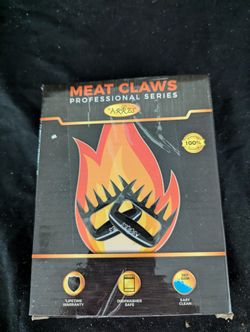 MEAT CLAWS
PROFESSIONAL SERIES
100%
LIFETIME
WARRANTY
DISHWASHER
SAFE
EASY
CLEAN